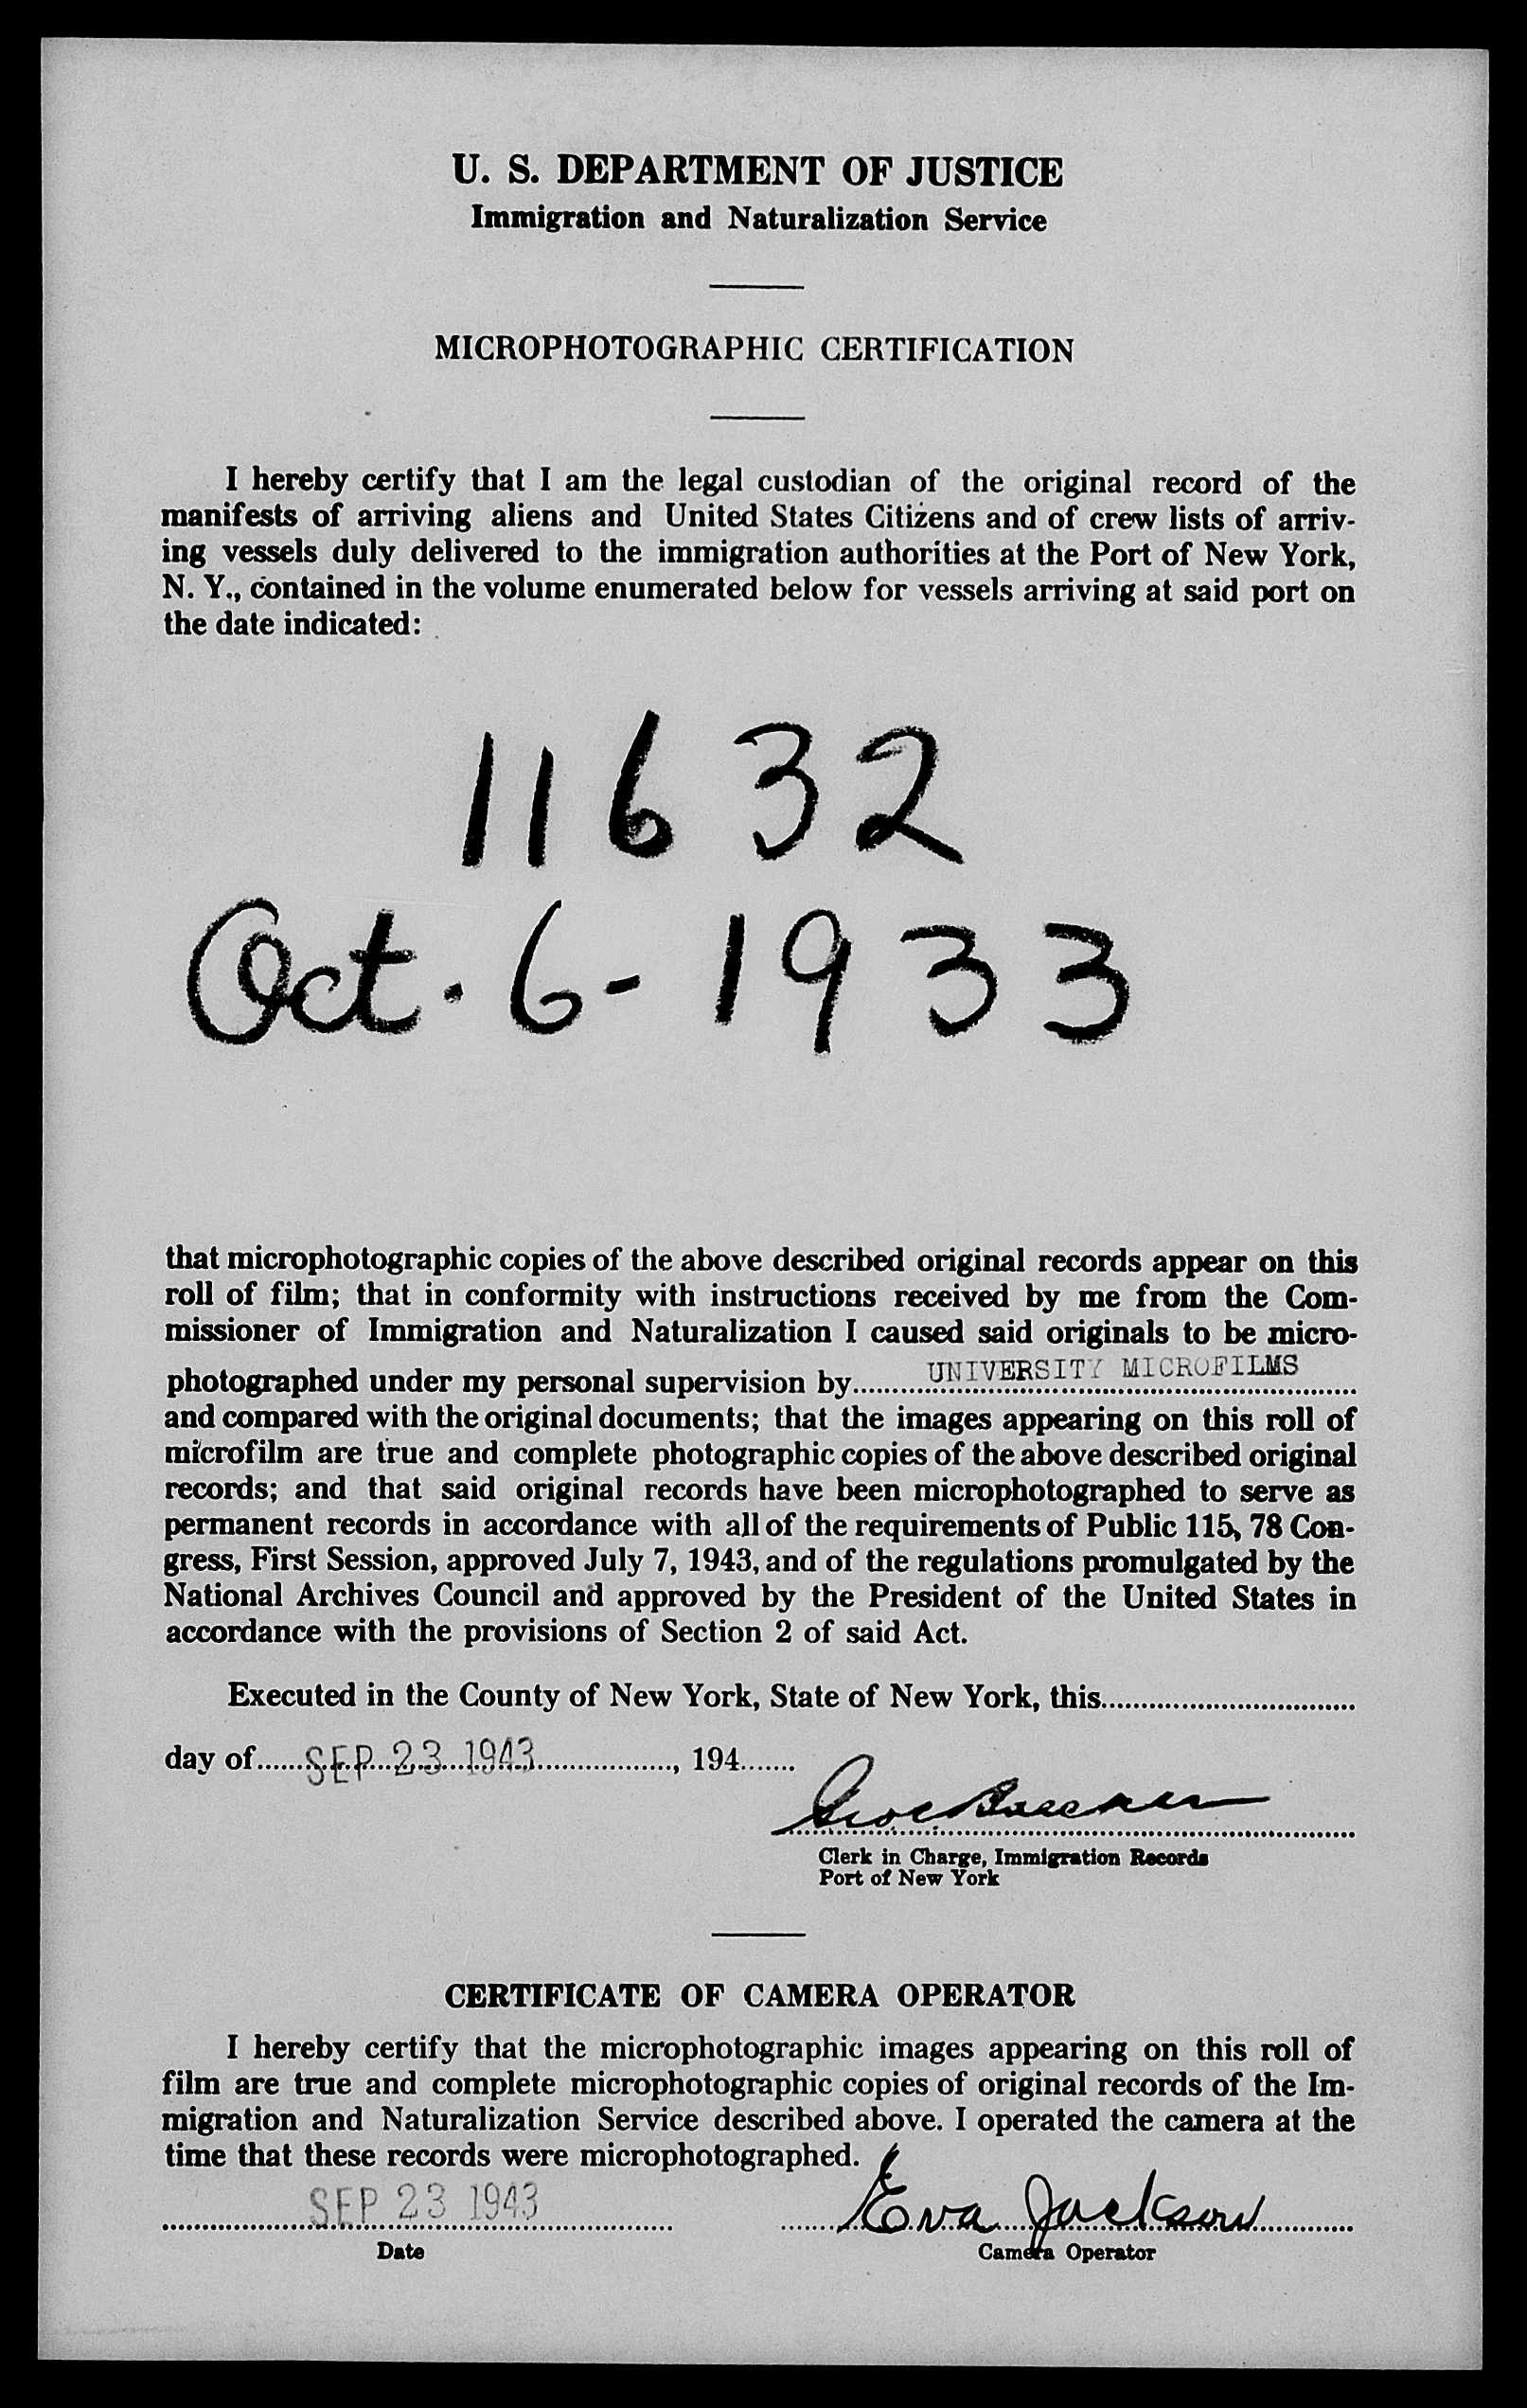 U. S. DEPARTMENT OF JUSTICE
Immigration and Naturalization Service
MICROPHOTOGRAPHIC CERTIFICATION
I hereby certify that I am the legal custodian of the original record of the
manifests of arriving aliens and United States Citizens and of crew lists of arriv-
ing vessels duly delivered to the immigration authorities at the Port of New York,
N. Y., contained in the volume enumerated below for vessels arriving at said port on
the date indicated:
11632
Oct. 6-1933
that microphotographic copies of the above described original records appear on this
roll of film; that in conformity with instructions received by me from the Com-
missioner of Immigration and Naturalization I caused said originals to be micro-
photographed under my personal supervision by UNIVERSITY MICROFILMS
and compared with the original documents; that the images appearing on this roll of
microfilm are true and complete photographic copies of the above described original
records; and that said original records have been microphotographed to serve as
permanent records in accordance with all of the requirements of Public 115, 78 Con-
gress, First Session, approved July 7, 1943, and of the regulations promulgated by the
National Archives Council and approved by the President of the United States in
accordance with the provisions of Section 2 of said Act.
Executed in the County of New York, State of New York, this
day of SEP 23 1943, 194
Clerk in Charge, Immigration Records
Port of New York
CERTIFICATE OF CAMERA OPERATOR
I hereby certify that the microphotographic images appearing on this roll of
film are true and complete microphotographic copies of original records of the Im-
migration and Naturalization Service described above. I operated the camera at the
time that these records were microphotographed.
SEP 23 1943 Eva Jackson
Date Camera Operator